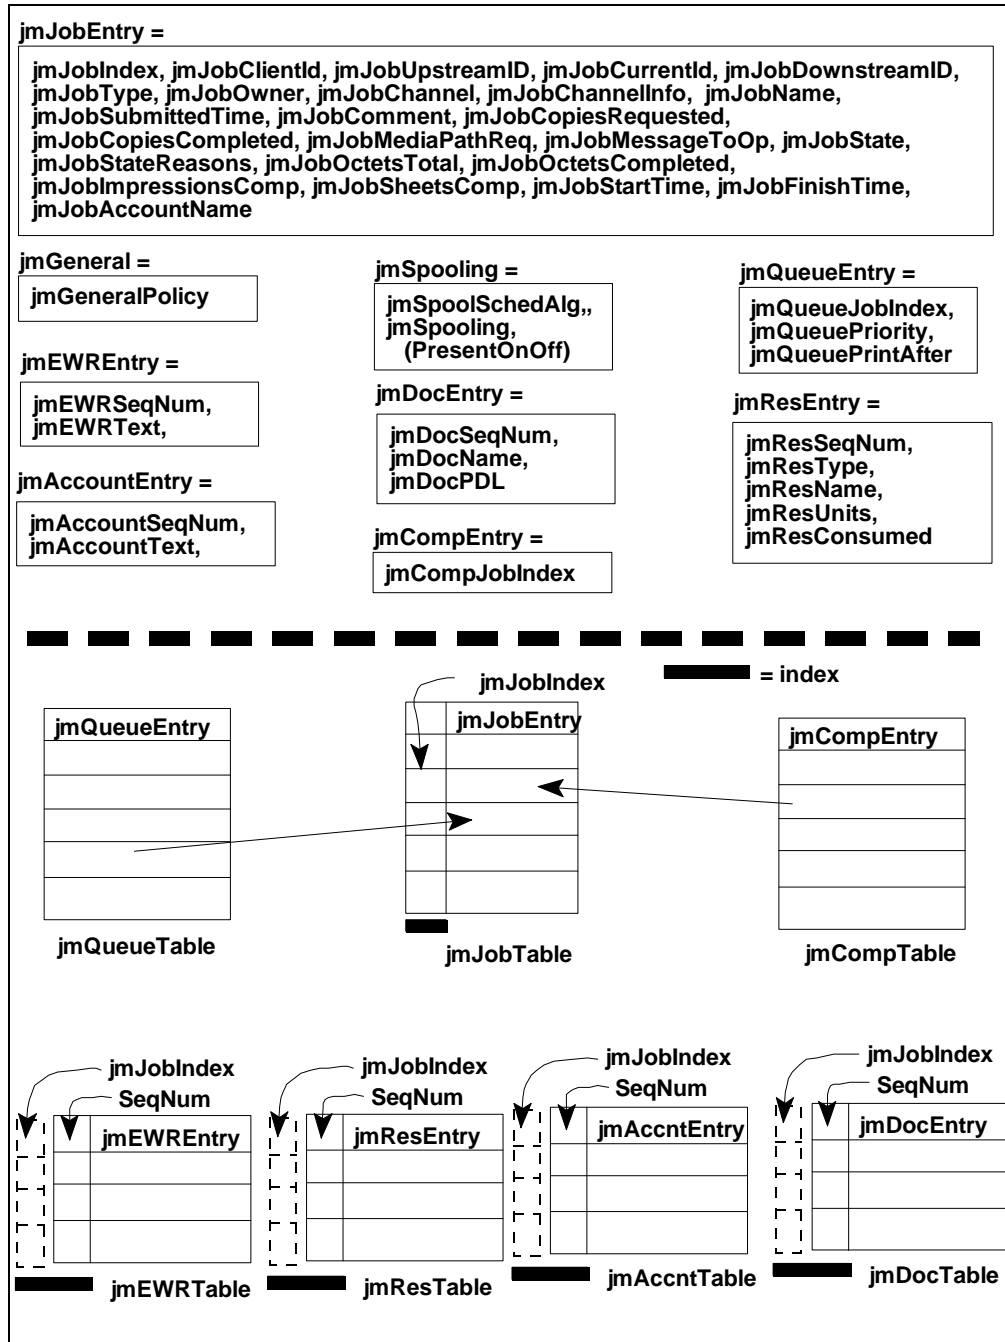 jmJobEntry =
jmJobIndex, jmJobClientId, jmJobUpstreamID, jmJobCurrentId, jmJobDownstreamID,
jmJobType, jmJobOwner, jmJobChannel, jmJobChannelInfo,  jmJobName,
jmJobSubmittedTime, jmJobComment, jmJobCopiesRequested,
jmJobCopiesCompleted, jmJobMediaPathReq, jmJobMessageToOp, jmJobState,
jmJobStateReasons, jmJobOctetsTotal, jmJobOctetsCompleted,
jmJobImpressionsComp, jmJobSheetsComp, jmJobStartTime, jmJobFinishTime,
jmJobAccountName
jmGeneral =
jmGeneralPolicy
jmEWREntry =
jmEWRSeqNum,
jmEWRText,
jmAccountEntry =
jmAccountSeqNum,
jmAccountText,
jmSpooling =
jmSpoolSchedAlg,,
jmSpooling,
(PresentOnOff)
jmDocEntry =
jmDocSeqNum,
jmDocName,
jmDocPDL
jmCompEntry =
jmCompJobIndex
jmQueueEntry =
jmQueueJobIndex,
jmQueuePriority,
jmQueuePrintAfter
jmResEntry =
jmResSeqNum,
jmResType,
jmResName,
jmResUnits,
jmResConsumed
= index
jmJobIndex
jmQueueEntry
jmJobEntry
jmCompEntry
jmQueueTable
jmJobTable
jmCompTable
jmJobIndex
SeqNum
jmEWREntry
jmEWRTable
jmJobIndex
SeqNum
jmResEntry
jmResTable
jmJobIndex
SeqNum
jmAccntEntry
jmAccntTable
jmJobIndex
SeqNum
jmDocEntry
jmDocTable